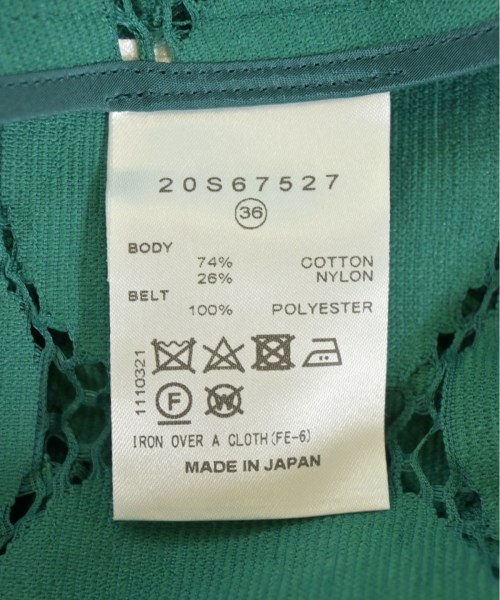 20S67527
36
BODY
74% COTTON
26% NYLON
BELT
100% POLYESTER
1110321
F W
IRON OVER A CLOTH(FE-6)
MADE IN JAPAN